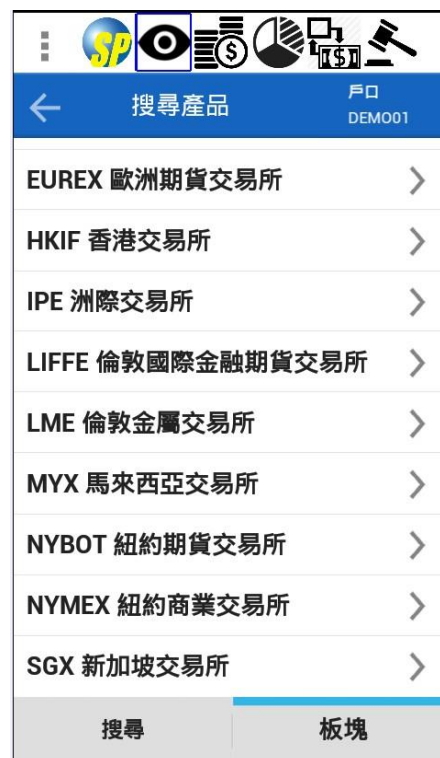 SP
搜尋產品
戶口
DEMO01
EUREX 歐洲期貨交易所
HKIF 香港交易所
IPE 洲際交易所
LIFFE 倫敦國際金融期貨交易所
LME 倫敦金屬交易所
MYX 馬來西亞交易所
NYBOT 紐約期貨交易所
NYMEX 紐約商業交易所
SGX 新加坡交易所
搜尋
板塊